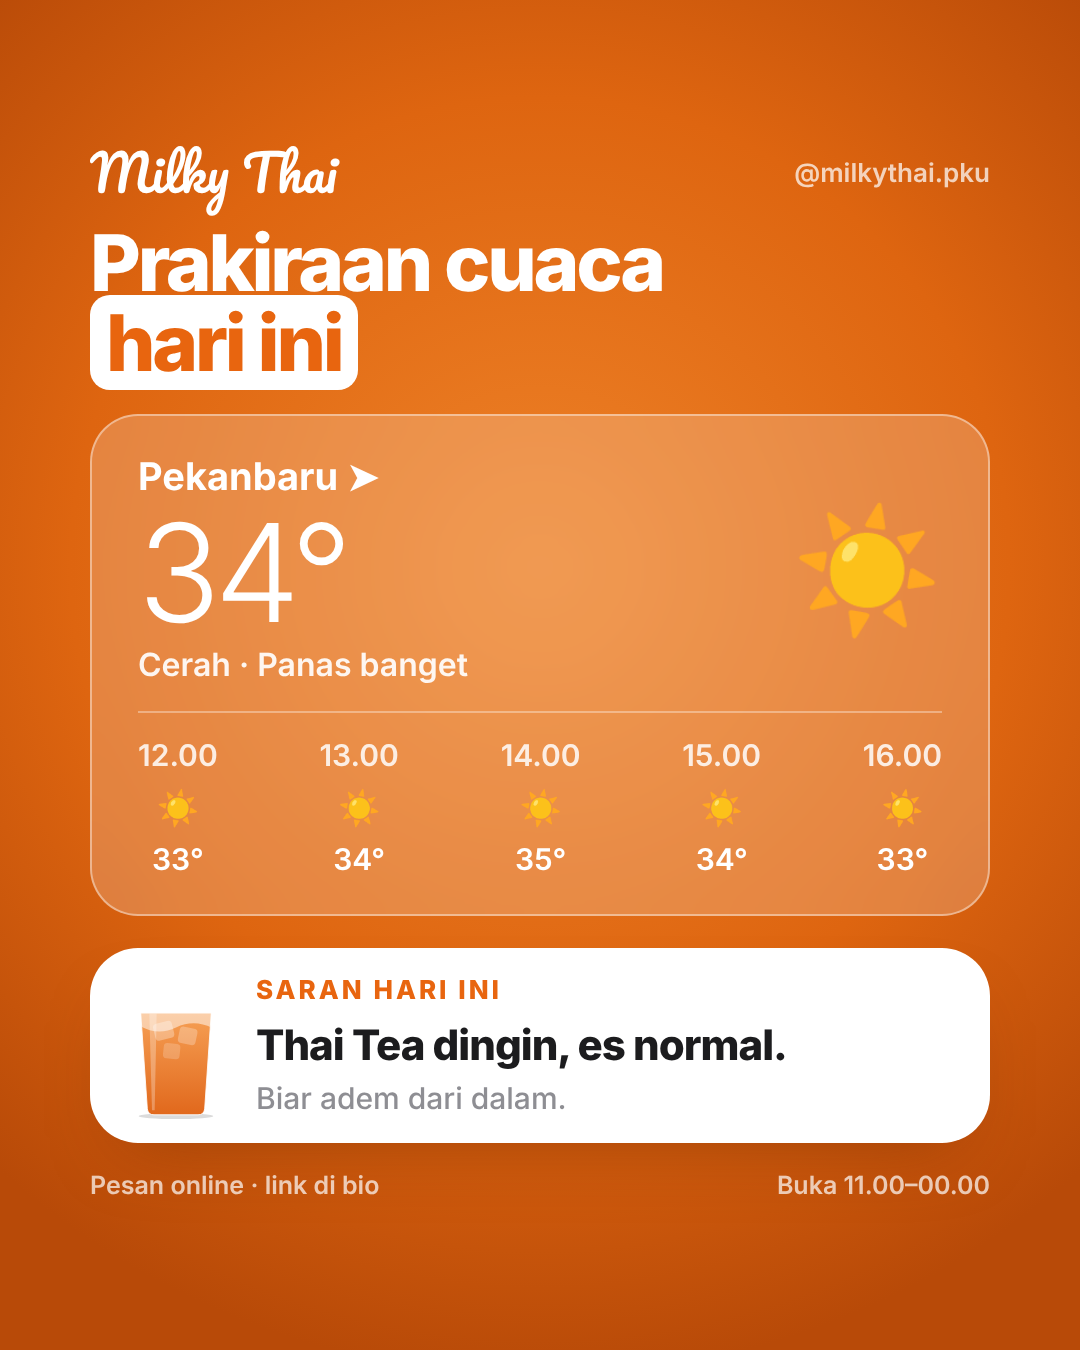 Milky Thai
@milkythai.pku
Prakiraan cuaca
hari ini
Pekanbaru ➤
34°
Cerah · Panas banget
12.00 13.00 14.00 15.00 16.00
33° 34° 35° 34° 33°
SARAN HARI INI
Thai Tea dingin, es normal.
Biar adem dari dalam.
Pesan online · link di bio
Buka 11.00–00.00